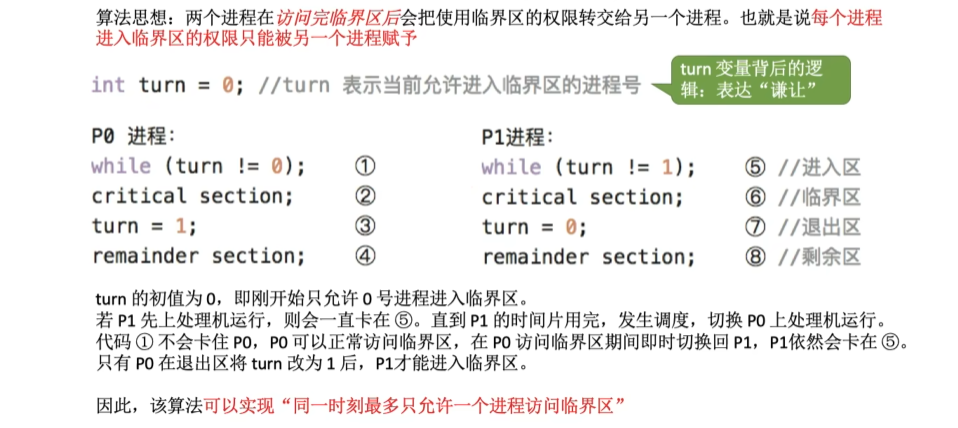 算法思想：两个进程在访问完临界区后会把使用临界区的权限转交给另一个进程。也就是说每个进程
进入临界区的权限只能被另一个进程赋予
int turn = 0; //turn 表示当前允许进入临界区的进程号
turn 变量背后的逻
辑：表达“谦让”
P0 进程：
while (turn != 0); ①
critical section; ②
turn = 1; ③
remainder section; ④
P1进程：
while (turn != 1); ⑤ //进入区
critical section; ⑥ //临界区
turn = 0; ⑦ //退出区
remainder section; ⑧ //剩余区
turn 的初值为 0，即刚开始只允许 0 号进程进入临界区。
若 P1 先上处理机运行，则会一直卡在 ⑤。直到 P1 的时间片用完，发生调度，切换 P0 上处理机运行。
代码 ① 不会卡住 P0，P0 可以正常访问临界区，在 P0 访问临界区期间即时切换回 P1，P1依然会卡在 ⑤。
只有 P0 在退出区将 turn 改为 1 后，P1才能进入临界区。
因此，该算法可以实现“同一时刻最多只允许一个进程访问临界区”